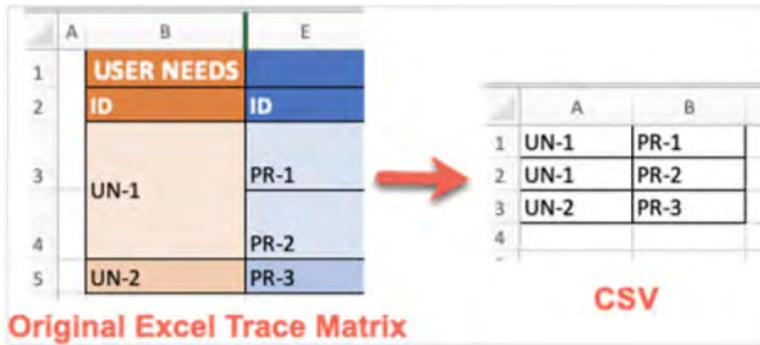 A B E
1 USER NEEDS
2 ID ID
3 UN-1 PR-1
4 PR-2
5 UN-2 PR-3
Original Excel Trace Matrix
A B
1 UN-1 PR-1
2 UN-1 PR-2
3 UN-2 PR-3
4
CSV